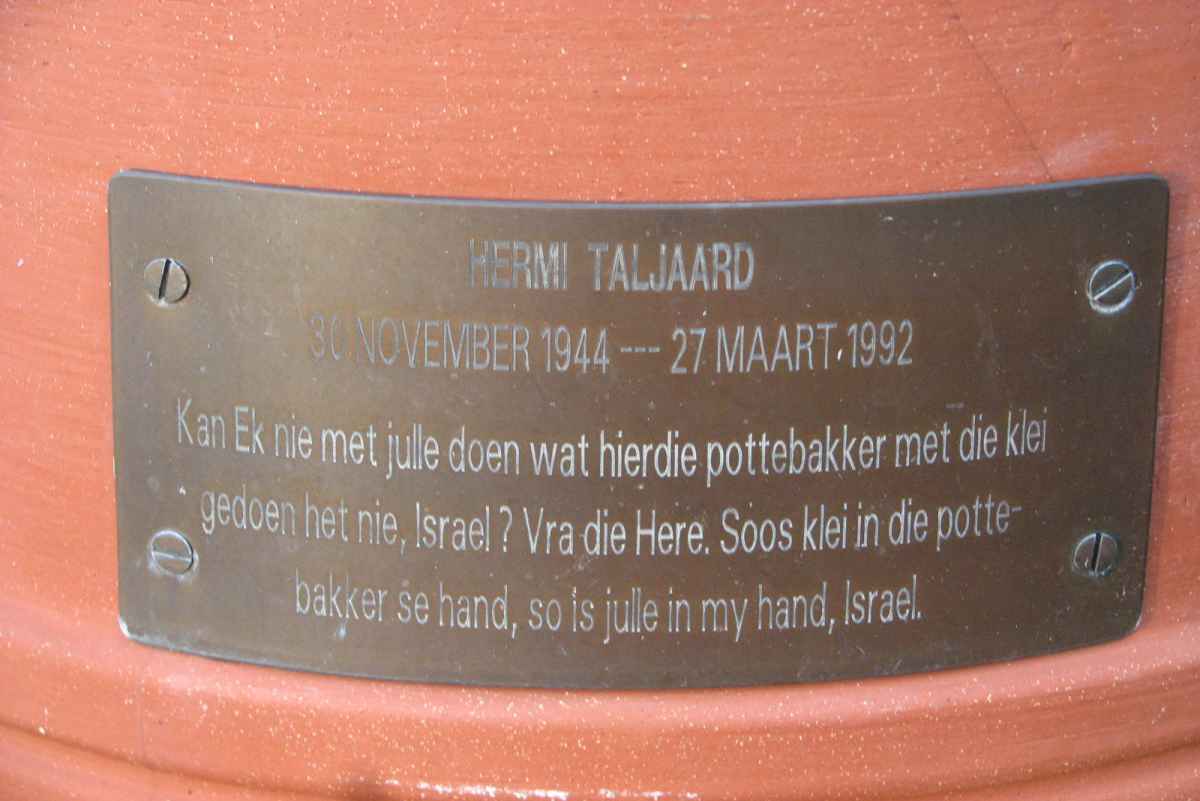 HERMI TALJAARD
30 NOVEMBER 1944 --- 27 MAART 1992
Kan Ek nie met julle doen wat hierdie pottebakker met die klei
gedoen het nie, Israel? Vra die Here. Soos klei in die potte-
bakker se hand, so is julle in my hand, Israel.